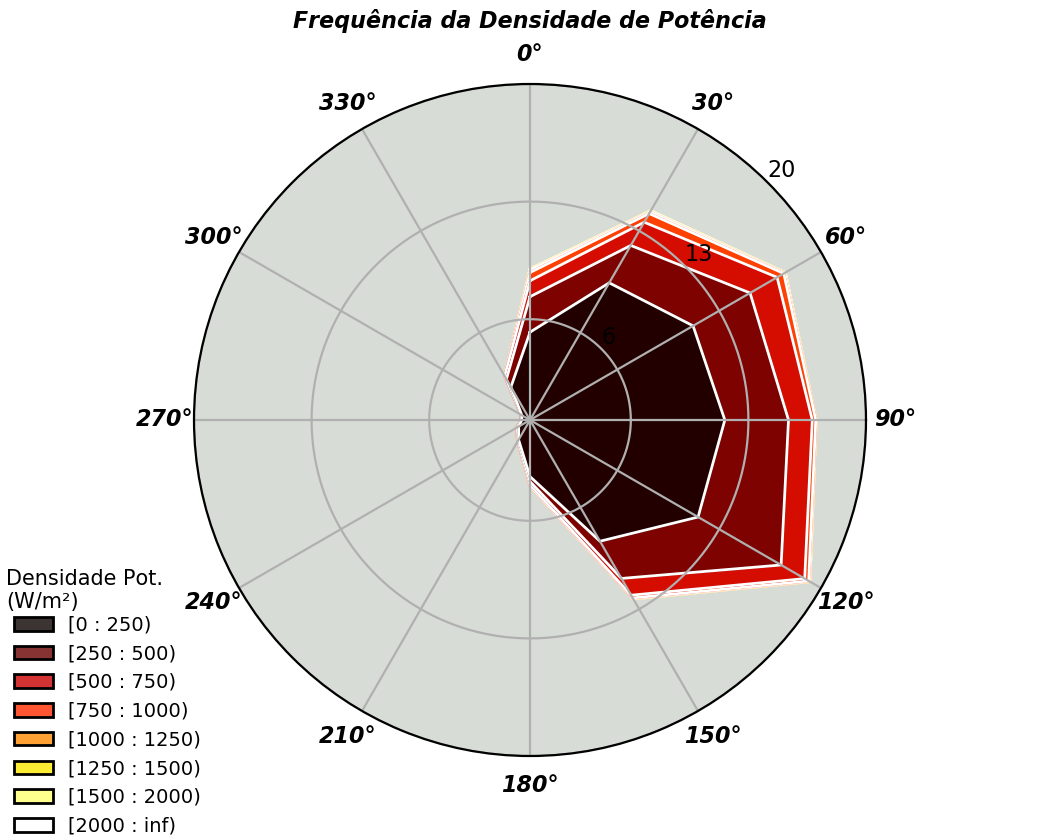 Frequência da Densidade de Potência
0°
330°
30°
20
300°
60°
13
6
270°
90°
240°
120°
210°
150°
180°
Densidade Pot.
(W/m²)
[0 : 250)
[250 : 500)
[500 : 750)
[750 : 1000)
[1000 : 1250)
[1250 : 1500)
[1500 : 2000)
[2000 : inf)